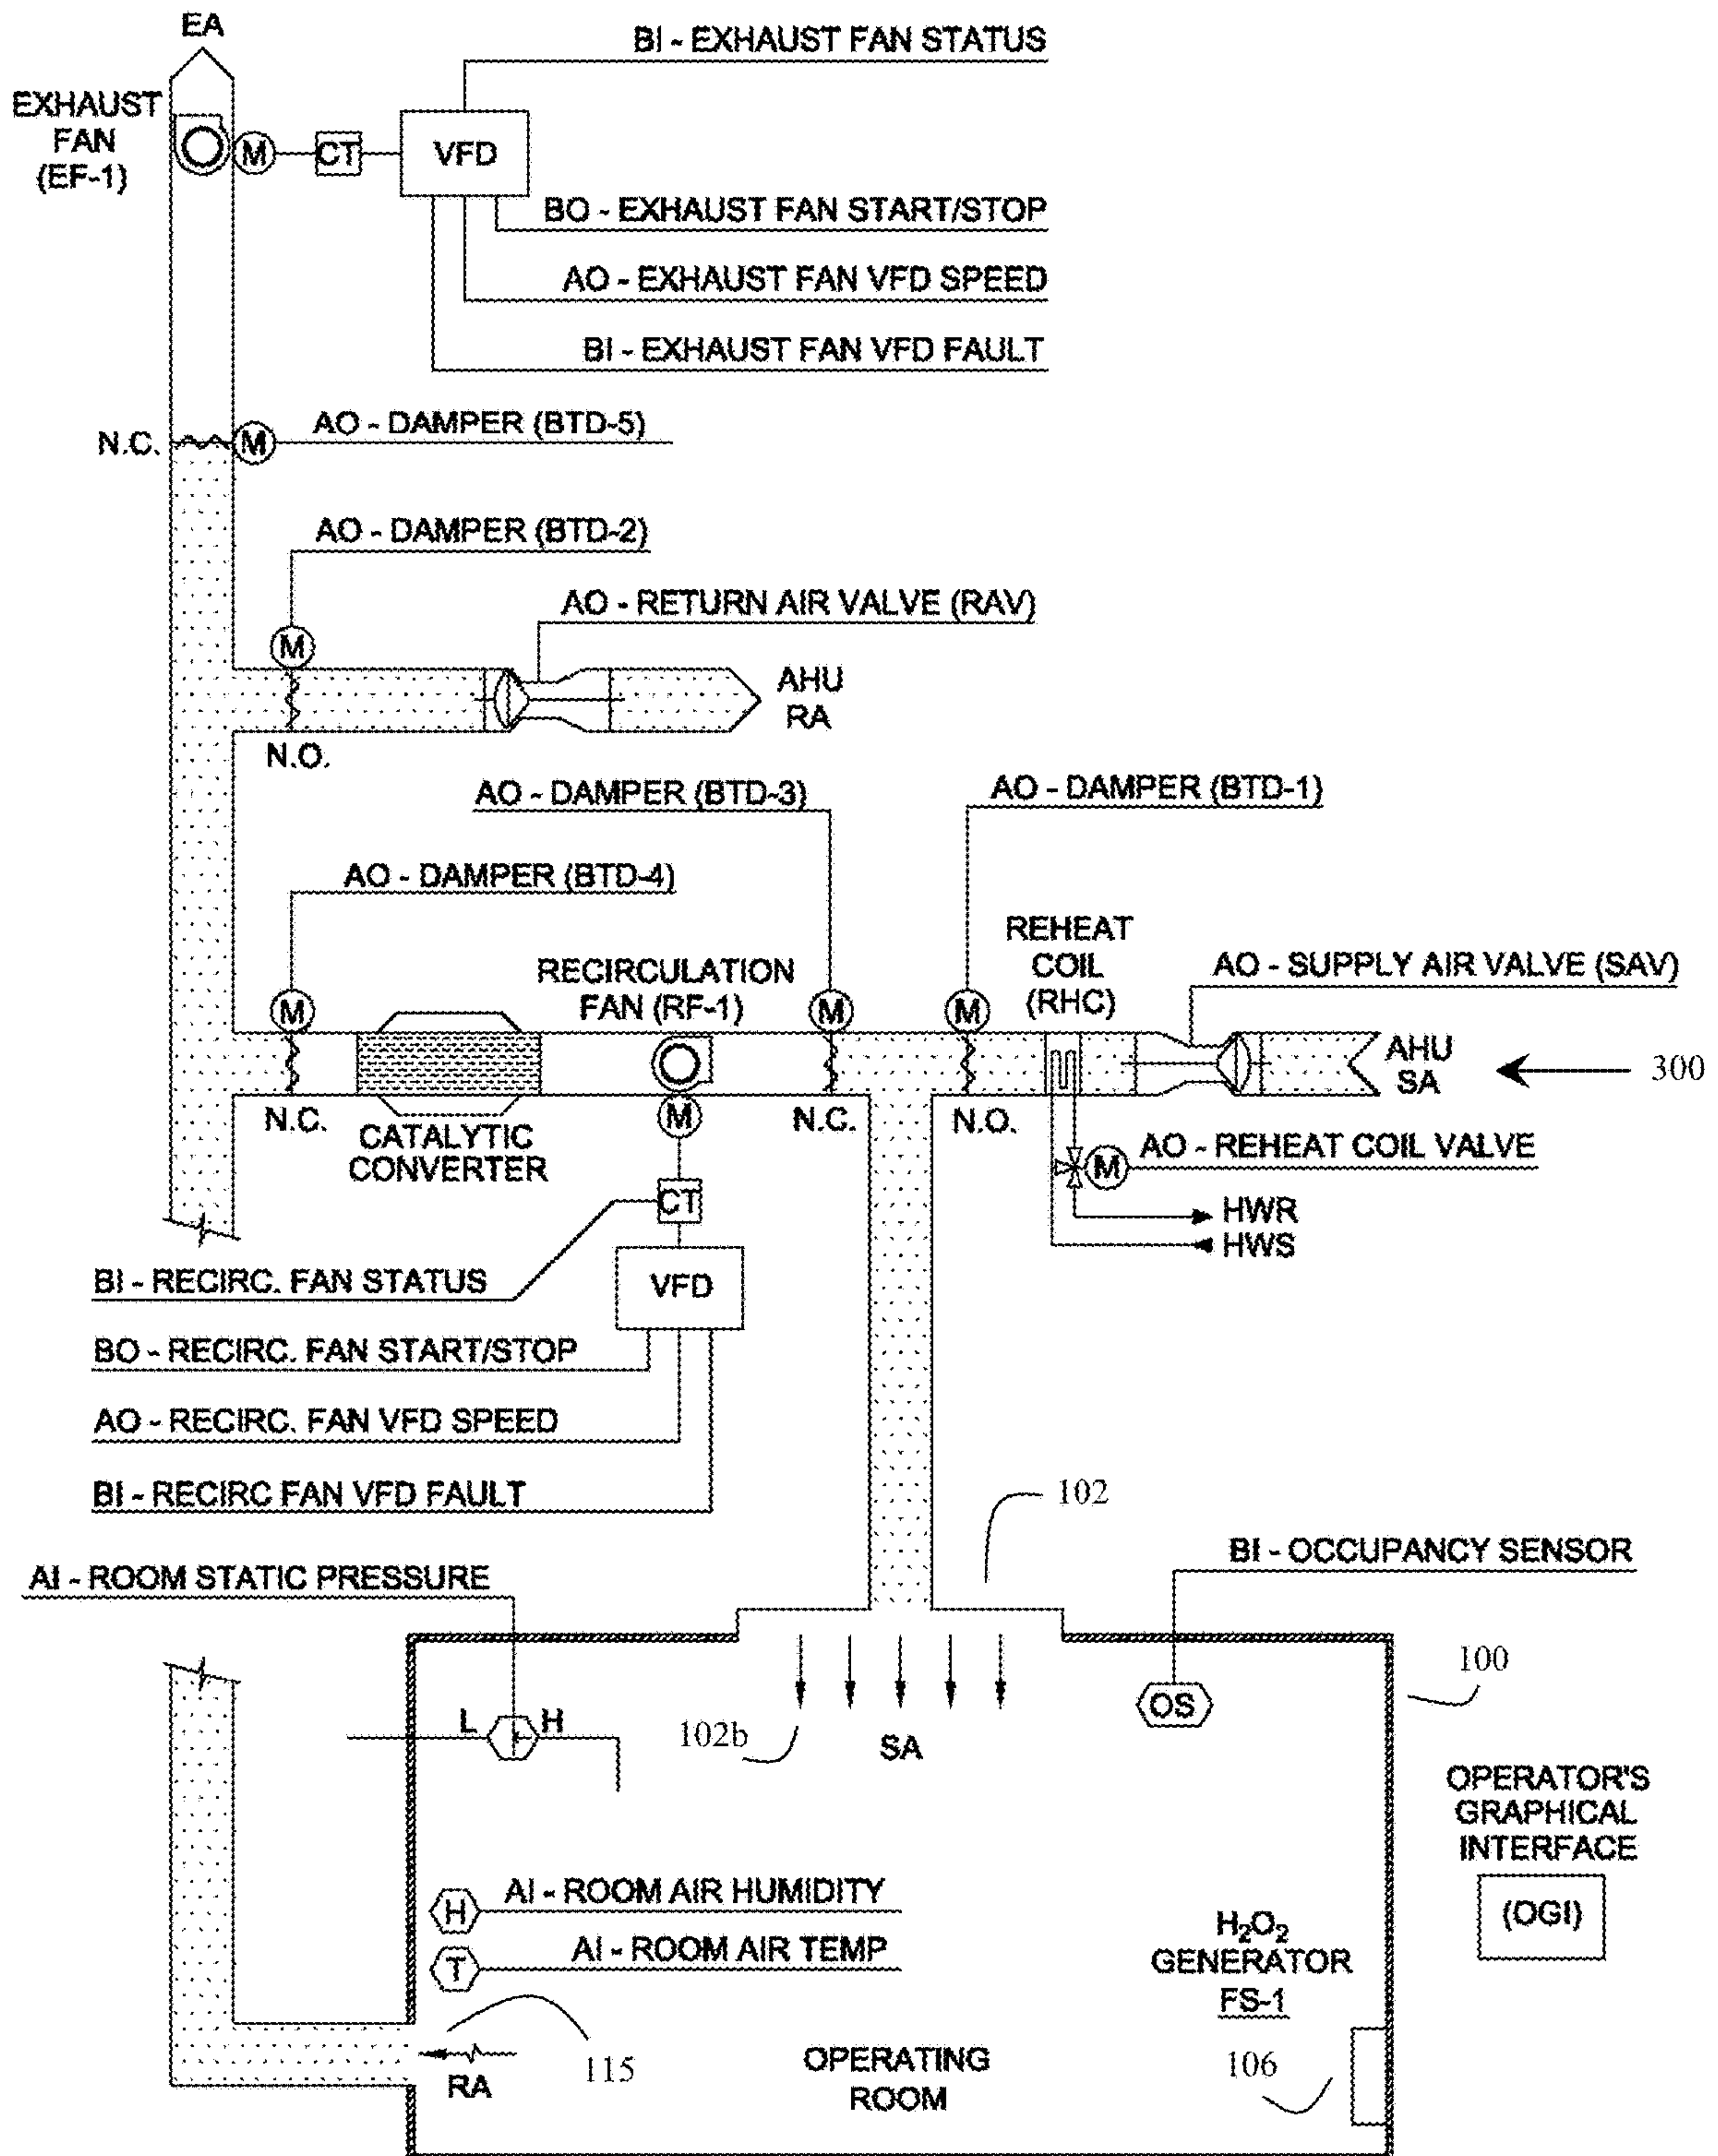 EA
BI - EXHAUST FAN STATUS
EXHAUST
FAN
(EF-1)
M
CT
VFD
BO - EXHAUST FAN START/STOP
AO - EXHAUST FAN VFD SPEED
BI - EXHAUST FAN VFD FAULT
N.C.
M
AO - DAMPER (BTD-5)
AO - DAMPER (BTD-2)
AO - RETURN AIR VALVE (RAV)
M
AHU
RA
N.O.
AO - DAMPER (BTD-3)
AO - DAMPER (BTD-1)
AO - DAMPER (BTD-4)
REHEAT
COIL
(RHC)
RECIRCULATION
FAN (RF-1)
AO - SUPPLY AIR VALVE (SAV)
M
M
M
AHU
SA
300
N.C.
M
N.C.
N.O.
CATALYTIC
CONVERTER
M
AO - REHEAT COIL VALVE
CT
HWR
HWS
BI - RECIRC. FAN STATUS
VFD
BO - RECIRC. FAN START/STOP
AO - RECIRC. FAN VFD SPEED
BI - RECIRC FAN VFD FAULT
102
BI - OCCUPANCY SENSOR
AI - ROOM STATIC PRESSURE
100
OS
L
H
102b
SA
OPERATOR'S
GRAPHICAL
INTERFACE
(OGI)
H
AI - ROOM AIR HUMIDITY
T
AI - ROOM AIR TEMP
H₂O₂
GENERATOR
FS-1
115
RA
OPERATING
ROOM
106